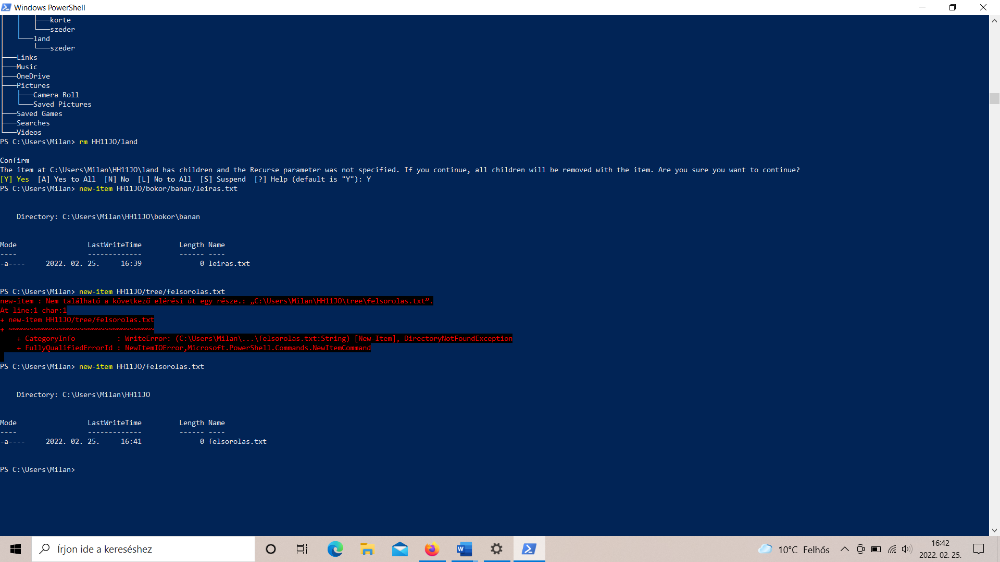 Windows PowerShell
│   │   ├───korte
│   │   └───szeder
│   └───land
│       └───szeder
├───Links
├───Music
├───OneDrive
├───Pictures
│   ├───Camera Roll
│   └───Saved Pictures
├───Saved Games
├───Searches
└───Videos
PS C:\Users\Milan> rm HH11JO/land
Confirm
The item at C:\Users\Milan\HH11JO\land has children and the Recurse parameter was not specified. If you continue, all children will be removed with the item. Are you sure you want to continue?
[Y] Yes  [A] Yes to All  [N] No  [L] No to All  [S] Suspend  [?] Help (default is "Y"): Y
PS C:\Users\Milan> new-item HH11JO/bokor/banan/leiras.txt
    Directory: C:\Users\Milan\HH11JO\bokor\banan
Mode                 LastWriteTime         Length Name
----                 -------------         ------ ----
-a----     2022. 02. 25.     16:39              0 leiras.txt
PS C:\Users\Milan> new-item HH11JO/tree/felsorolas.txt
new-item : Nem található a következő elérési út egy része.: „C:\Users\Milan\HH11JO\tree\felsorolas.txt”.
At line:1 char:1
+ new-item HH11JO/tree/felsorolas.txt
+ ~~~~~~~~~~~~~~~~~~~~~~~~~~~~~~~~~~~
    + CategoryInfo          : WriteError: (C:\Users\Milan\...\felsorolas.txt:String) [New-Item], DirectoryNotFoundException
    + FullyQualifiedErrorId : NewItemIOError,Microsoft.PowerShell.Commands.NewItemCommand
PS C:\Users\Milan> new-item HH11JO/felsorolas.txt
    Directory: C:\Users\Milan\HH11JO
Mode                 LastWriteTime         Length Name
----                 -------------         ------ ----
-a----     2022. 02. 25.     16:41              0 felsorolas.txt
PS C:\Users\Milan>
Írjon ide a kereséshez
10°C Felhős
16:42
2022. 02. 25.